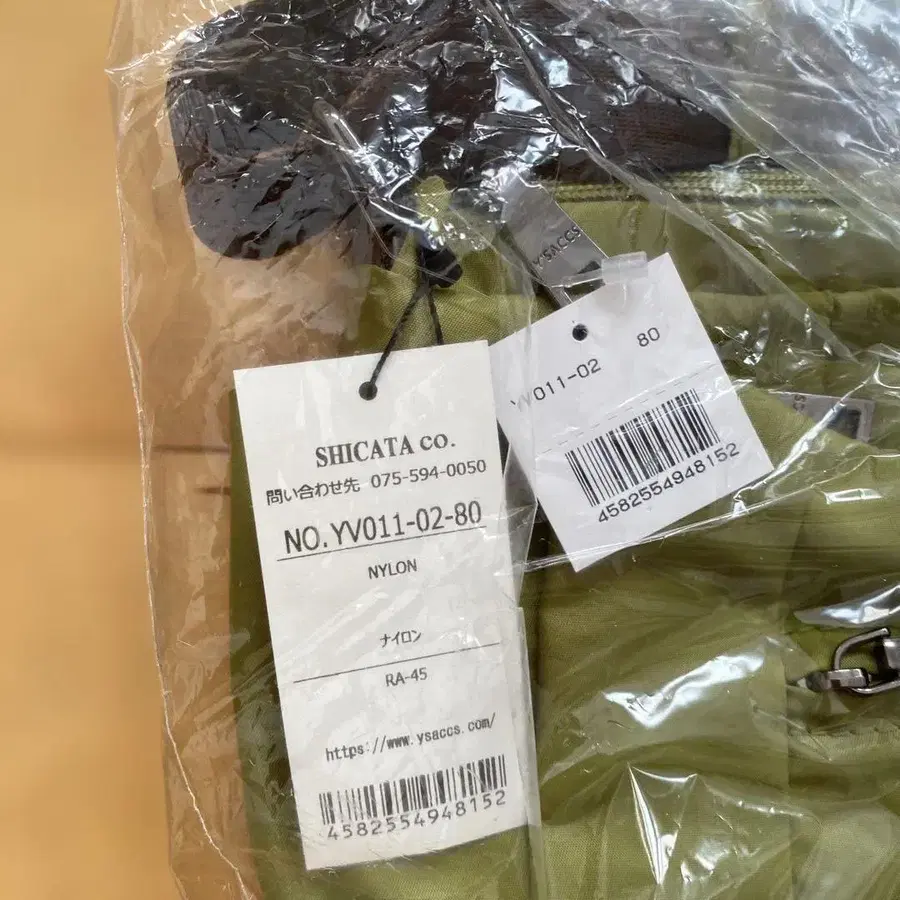 Y'SACCS
YV011-02 80
4582554948152
SHICATA CO.
問い合わせ先 075-594-0050
NO.YV011-02-80
NYLON
ナイロン
RA-45
https://www.ysaccs.com/
4582554948152